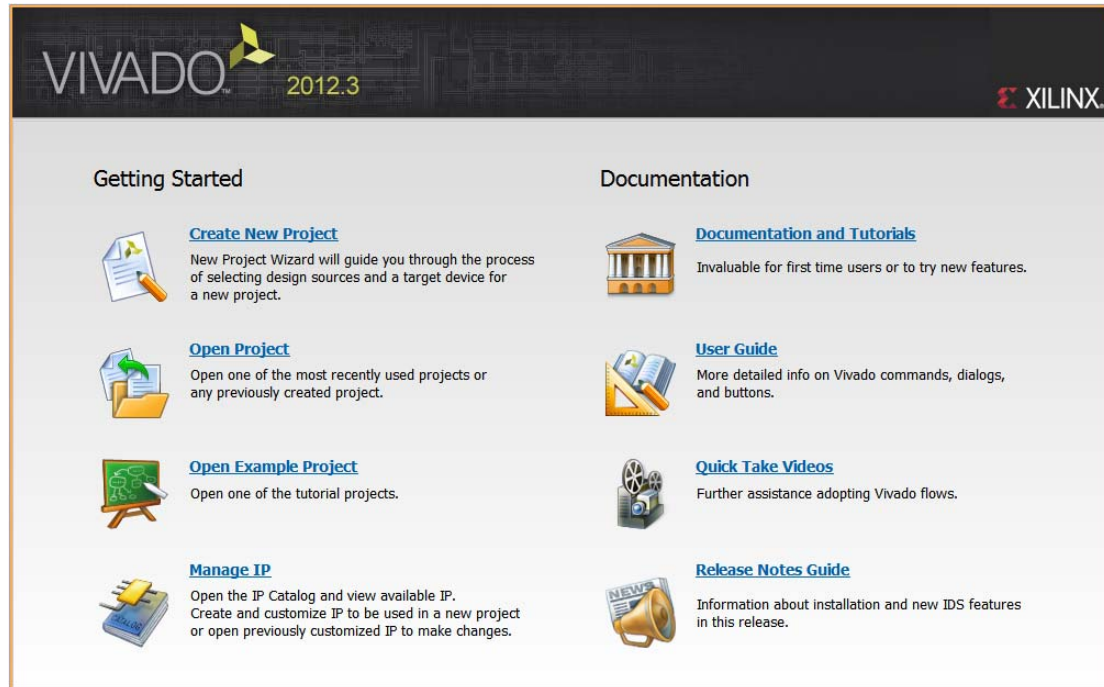 VIVADO™ 2012.3
XILINX®
Getting Started
Create New Project
New Project Wizard will guide you through the process
of selecting design sources and a target device for
a new project.
Open Project
Open one of the most recently used projects or
any previously created project.
Open Example Project
Open one of the tutorial projects.
Manage IP
CATALOG
Open the IP Catalog and view available IP.
Create and customize IP to be used in a new project
or open previously customized IP to make changes.
Documentation
Documentation and Tutorials
Invaluable for first time users or to try new features.
User Guide
More detailed info on Vivado commands, dialogs,
and buttons.
Quick Take Videos
Further assistance adopting Vivado flows.
Release Notes Guide
NEWS
Information about installation and new IDS features
in this release.